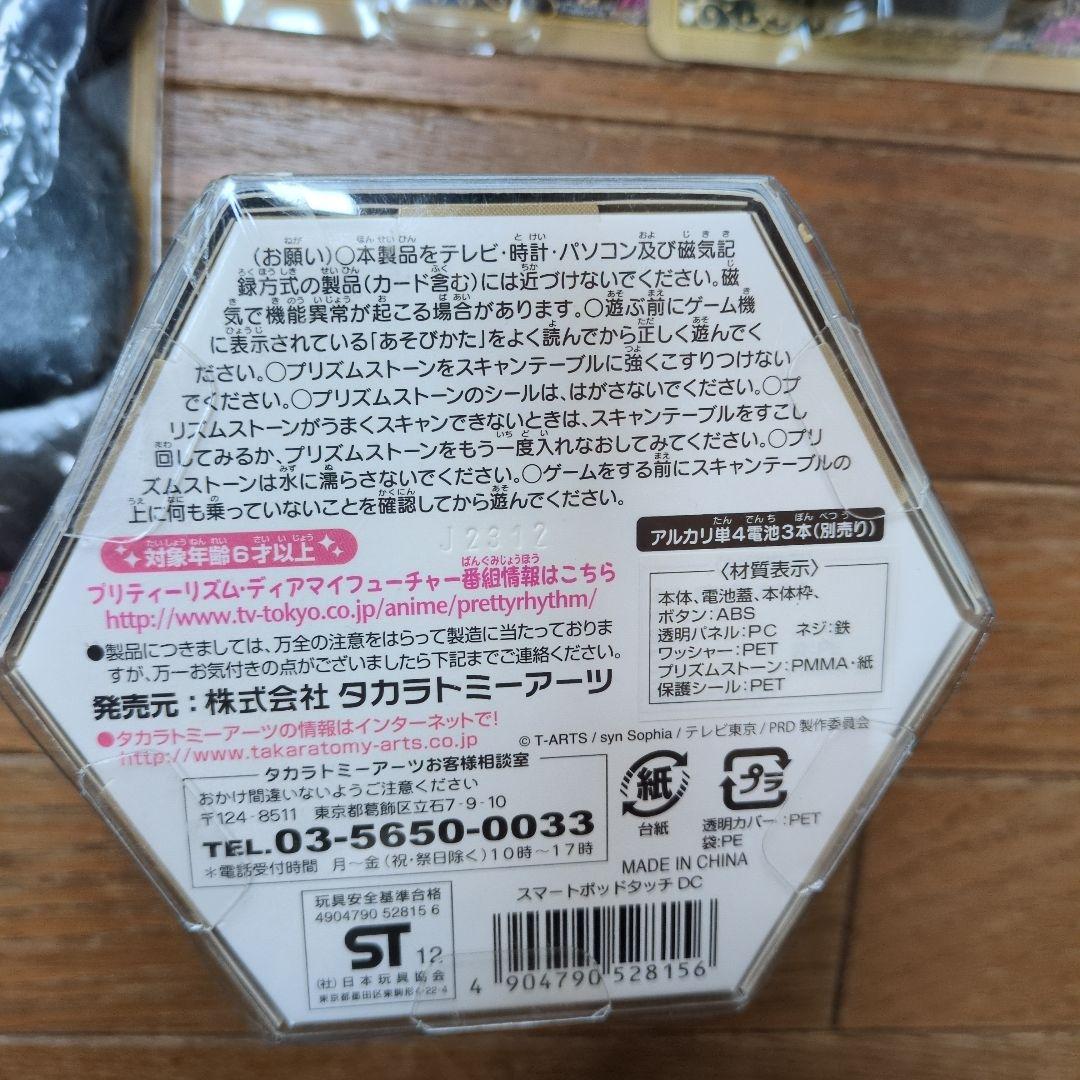 (お願い)○本製品をテレビ・時計・パソコン及び磁気記
録方式の製品(カード含む)には近づけないでください。磁
気で機能異常が起こる場合があります。○遊ぶ前にゲーム機
に表示されている「あそびかた」をよく読んでから正しく遊んでく
ださい。○プリズムストーンをスキャンテーブルに強くこすりつけない
でください。○プリズムストーンのシールは、はがさないでください。○プ
リズムストーンがうまくスキャンできないときは、スキャンテーブルをすこし
回してみるか、プリズムストーンをもう一度入れなおしてみてください。○プリ
ズムストーンは水に濡らさないでください。○ゲームをする前にスキャンテーブルの
上に何も乗っていないことを確認してから遊んでください。
J2312
対象年齢6才以上
アルカリ単4電池3本(別売り)
プリティーリズム・ディアマイフューチャー番組情報はこちら
http://www.tv-tokyo.co.jp/anime/prettyrhythm/
●製品につきましては、万全の注意をはらって製造に当たっておりま
すが、万一お気付きの点がございましたら下記までご連絡ください。
発売元：株式会社 タカラトミーアーツ
●タカラトミーアーツの情報はインターネットで!
http://www.takaratomy-arts.co.jp
〈材質表示〉
本体、電池蓋、本体枠、
ボタン：ABS
透明パネル：PC ネジ：鉄
ワッシャー：PET
プリズムストーン：PMMA・紙
保護シール：PET
© T-ARTS / syn Sophia / テレビ東京 / PRD 製作委員会
タカラトミーアーツお客様相談室
おかけ間違いないようご注意ください
〒124-8511 東京都葛飾区立石7-9-10
TEL.03-5650-0033
＊電話受付時間 月〜金(祝・祭日除く)10時〜17時
紙
台紙
プラ
透明カバー：PET
袋:PE
MADE IN CHINA
玩具安全基準合格
4904790 52815 6
ST 12
(社)日本玩具協会
東京都墨田区東駒形4-22-4
スマートポッドタッチ DC
4 904790 528156